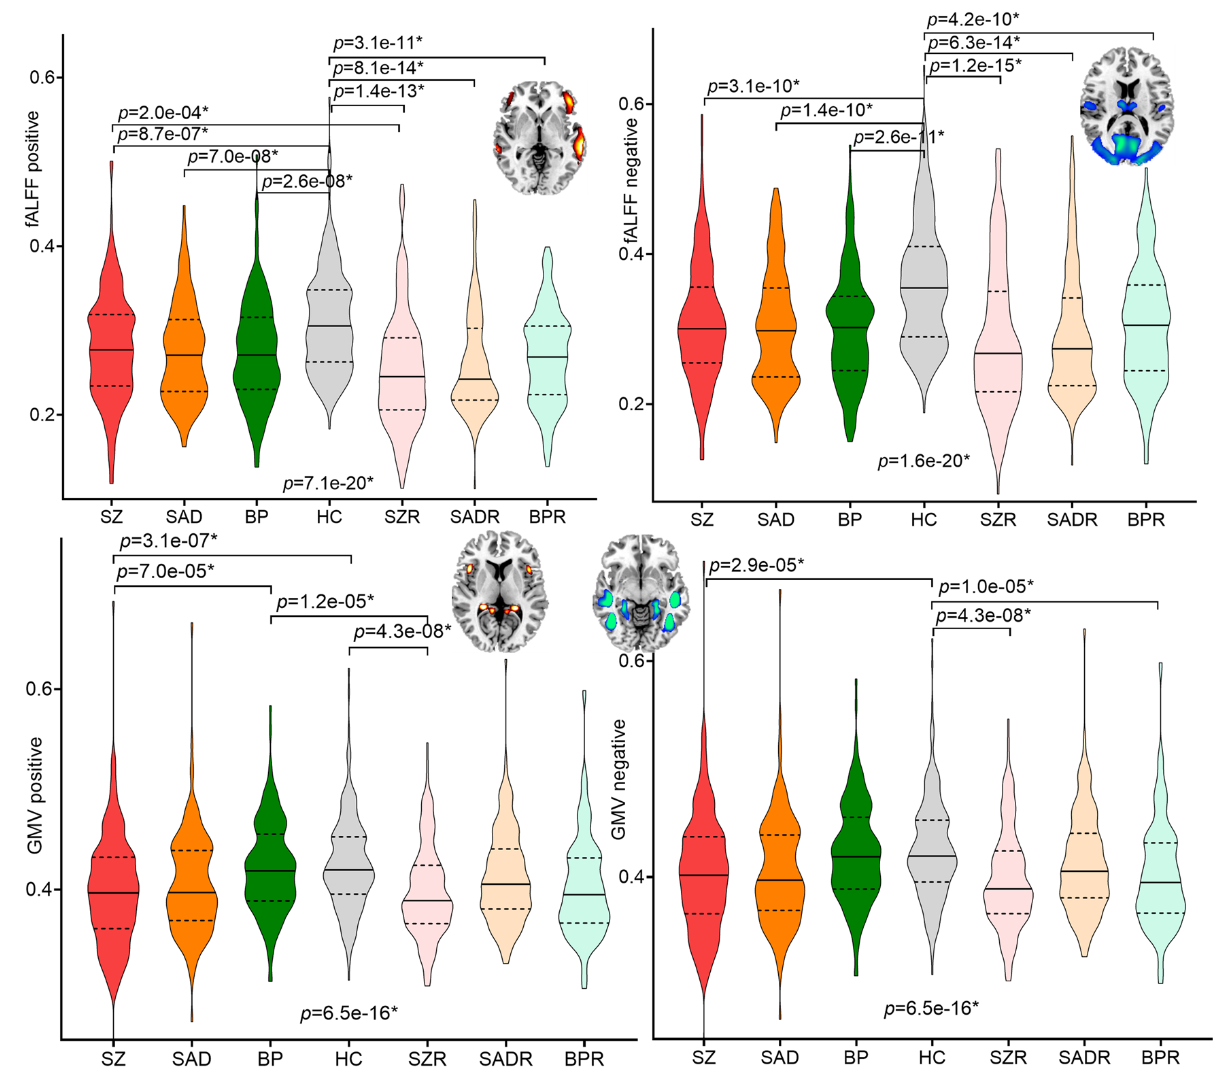 p=3.1e-11*
p=8.1e-14*
p=1.4e-13*
p=2.0e-04*
p=8.7e-07*
p=7.0e-08*
p=2.6e-08*
fALFF positive
0.6
0.4
0.2
p=7.1e-20*
SZ SAD BP HC SZR SADR BPR
p=4.2e-10*
p=6.3e-14*
p=1.2e-15*
p=3.1e-10*
p=1.4e-10*
p=2.6e-11*
fALFF negative
0.6
0.4
0.2
p=1.6e-20*
SZ SAD BP HC SZR SADR BPR
p=3.1e-07*
p=7.0e-05*
p=1.2e-05*
p=4.3e-08*
GMV positive
0.6
0.4
p=6.5e-16*
SZ SAD BP HC SZR SADR BPR
p=2.9e-05*
p=1.0e-05*
p=4.3e-08*
GMV negative
0.6
0.4
p=6.5e-16*
SZ SAD BP HC SZR SADR BPR